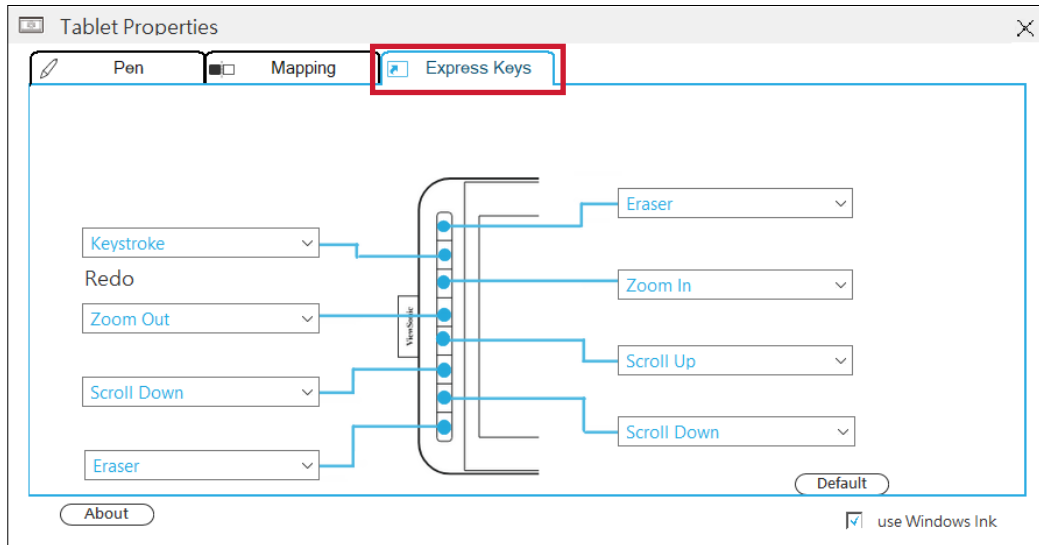 Tablet Properties
Pen
Mapping
Express Keys
Eraser
Keystroke
Redo
Zoom In
Zoom Out
ViewSonic
Scroll Up
Scroll Down
Scroll Down
Eraser
Default
About
use Windows Ink